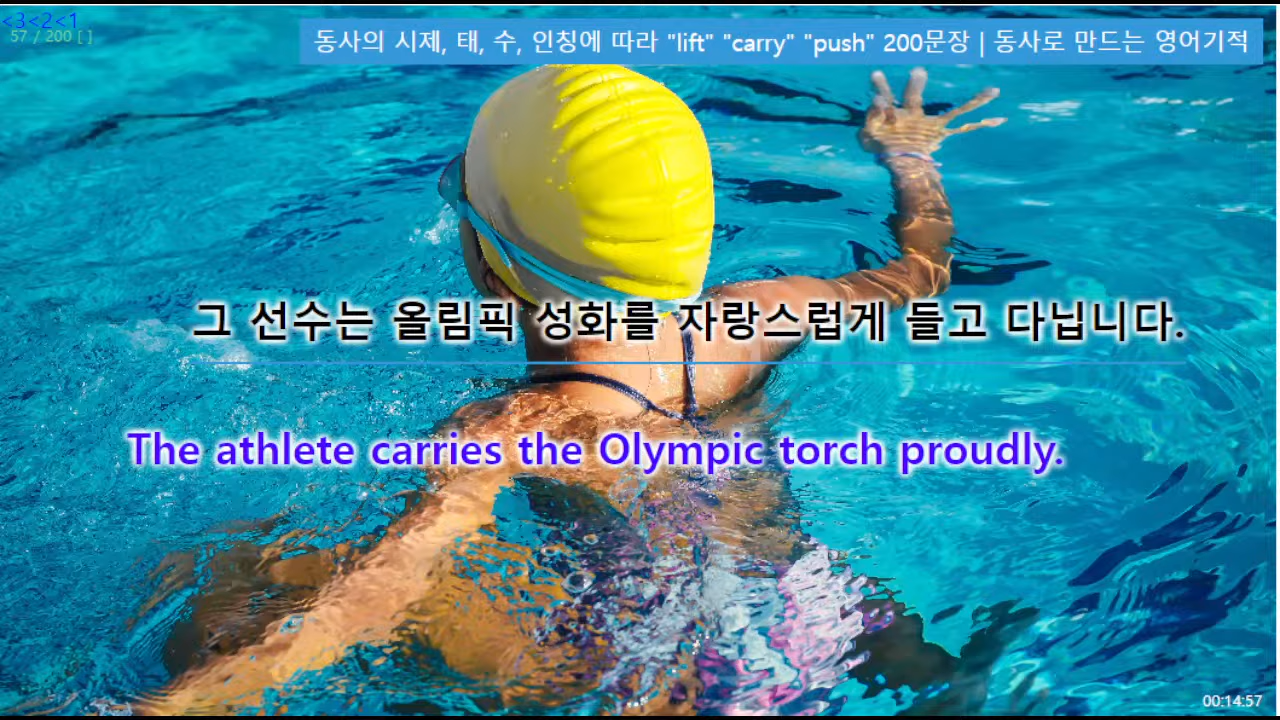 <3<2<1
57 / 200 [ ]
동사의 시제, 태, 수, 인칭에 따라 "lift" "carry" "push" 200문장 | 동사로 만드는 영어기적
그 선수는 올림픽 성화를 자랑스럽게 들고 다닙니다.
The athlete carries the Olympic torch proudly.
00:14:57